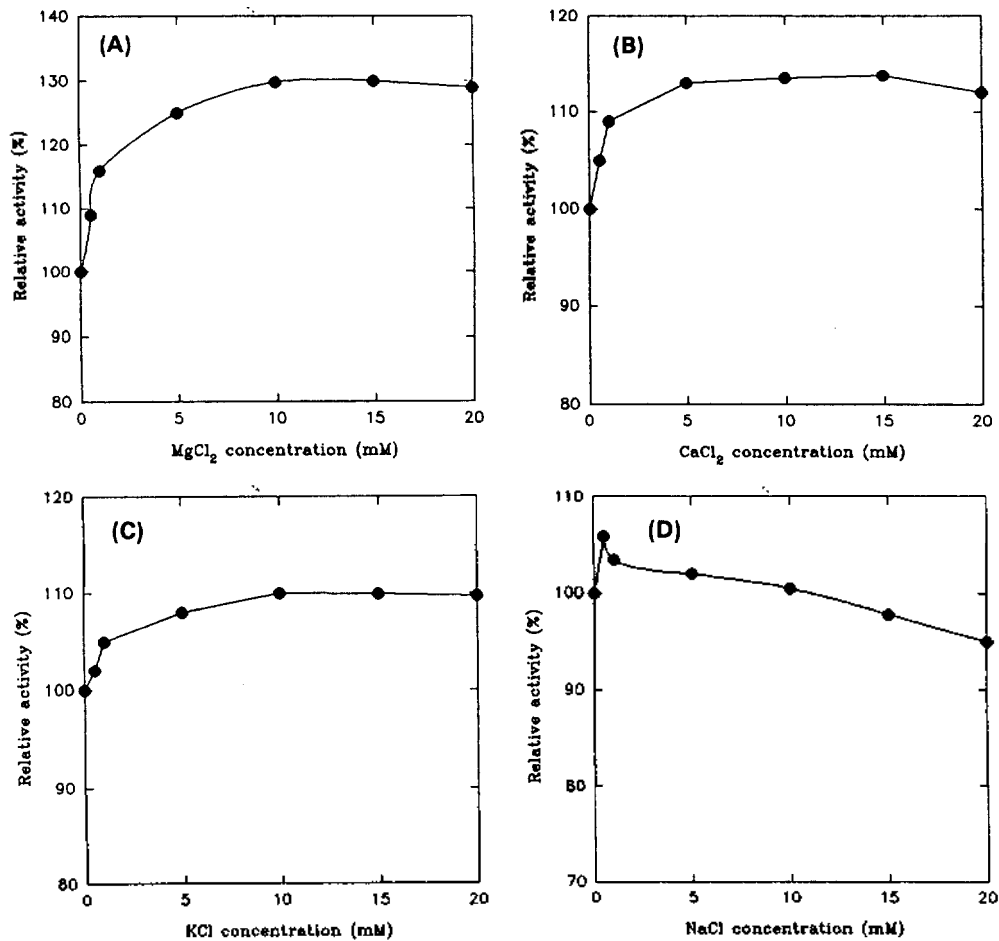 (A)
140
130
120
110
100
90
80
Relative activity (%)
0 5 10 15 20
MgCl2 concentration (mM)
(B)
120
110
100
90
80
Relative activity (%)
0 5 10 15 20
CaCl2 concentration (mM)
(C)
120
110
100
90
80
Relative activity (%)
0 5 10 15 20
KCl concentration (mM)
(D)
110
100
90
80
70
Relative activity (%)
0 5 10 15 20
NaCl concentration (mM)